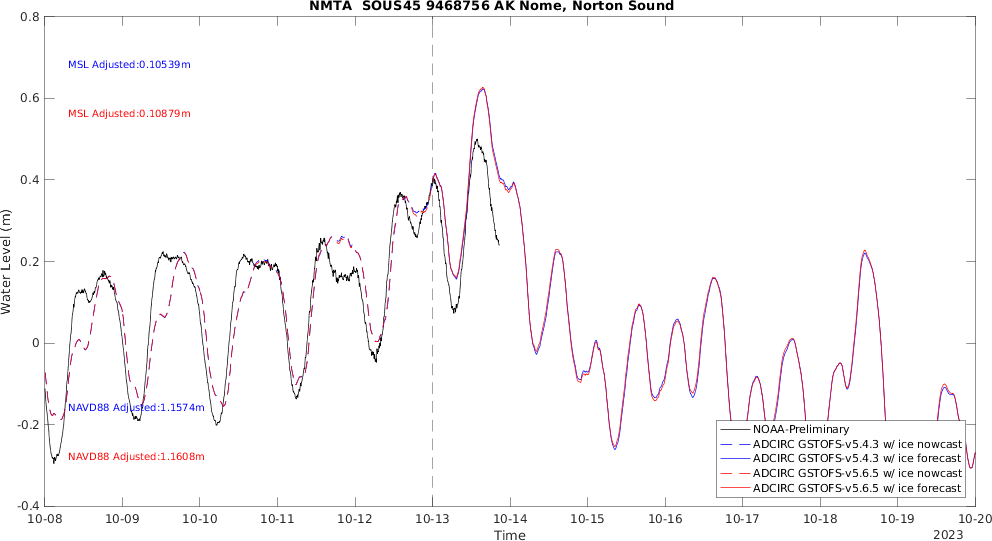 NMTA  SOUS45 9468756 AK Nome, Norton Sound
0.8
MSL Adjusted:0.10539m
0.6
MSL Adjusted:0.10879m
0.4
0.2
Water Level (m)
0
NAVD88 Adjusted:1.1574m
-0.2
NOAA-Preliminary
ADCIRC GSTOFS-v5.4.3 w/ ice nowcast
NAVD88 Adjusted:1.1608m
ADCIRC GSTOFS-v5.4.3 w/ ice forecast
ADCIRC GSTOFS-v5.6.5 w/ ice nowcast
ADCIRC GSTOFS-v5.6.5 w/ ice forecast
-0.4
10-08 10-09 10-10 10-11 10-12 10-13 10-14 10-15 10-16 10-17 10-18 10-19 10-20
Time
2023